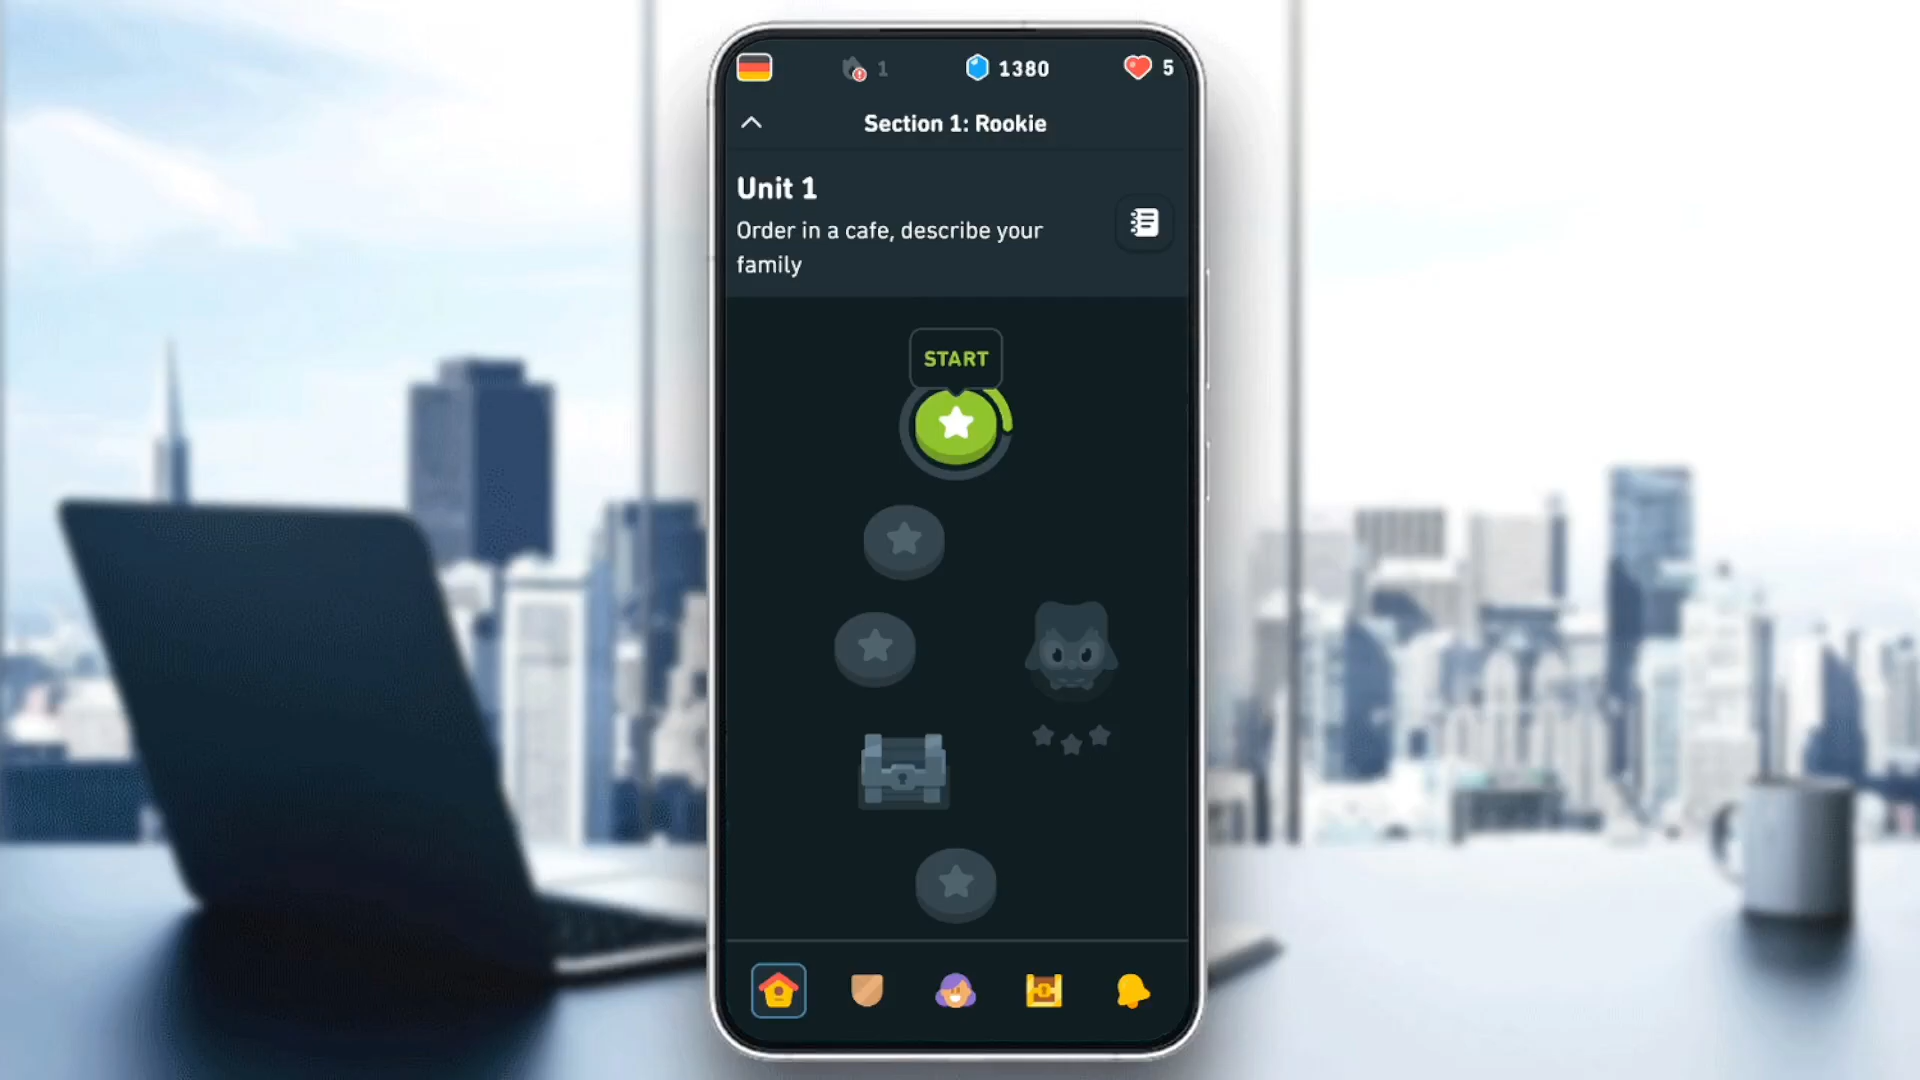 1
1380
5
Section 1: Rookie
Unit 1
Order in a cafe, describe your
family
START